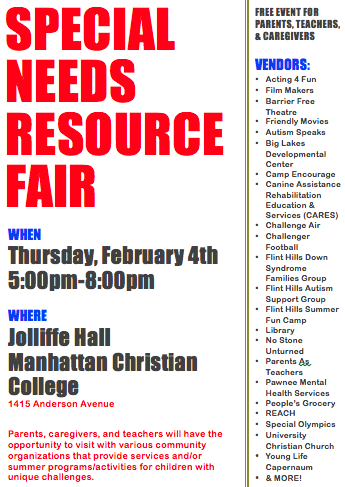 SPECIAL
NEEDS
RESOURCE
FAIR
WHEN
Thursday, February 4th
5:00pm-8:00pm
WHERE
Jolliffe Hall
Manhattan Christian
College
1415 Anderson Avenue
Parents, caregivers, and teachers will have the
opportunity to visit with various community
organizations that provide services and/or
summer programs/activities for children with
unique challenges.
FREE EVENT FOR
PARENTS, TEACHERS,
& CAREGIVERS
VENDORS:
• Acting 4 Fun
• Film Makers
• Barrier Free
Theatre
• Friendly Movies
• Autism Speaks
• Big Lakes
Developmental
Center
• Camp Encourage
• Canine Assistance
Rehabilitation
Education &
Services (CARES)
• Challenge Air
• Challenger
Football
• Flint Hills Down
Syndrome
Families Group
• Flint Hills Autism
Support Group
• Flint Hills Summer
Fun Camp
• Library
• No Stone
Unturned
• Parents As
Teachers
• Pawnee Mental
Health Services
• People's Grocery
• REACH
• Special Olympics
• University
Christian Church
• Young Life
Capernaum
• & MORE!